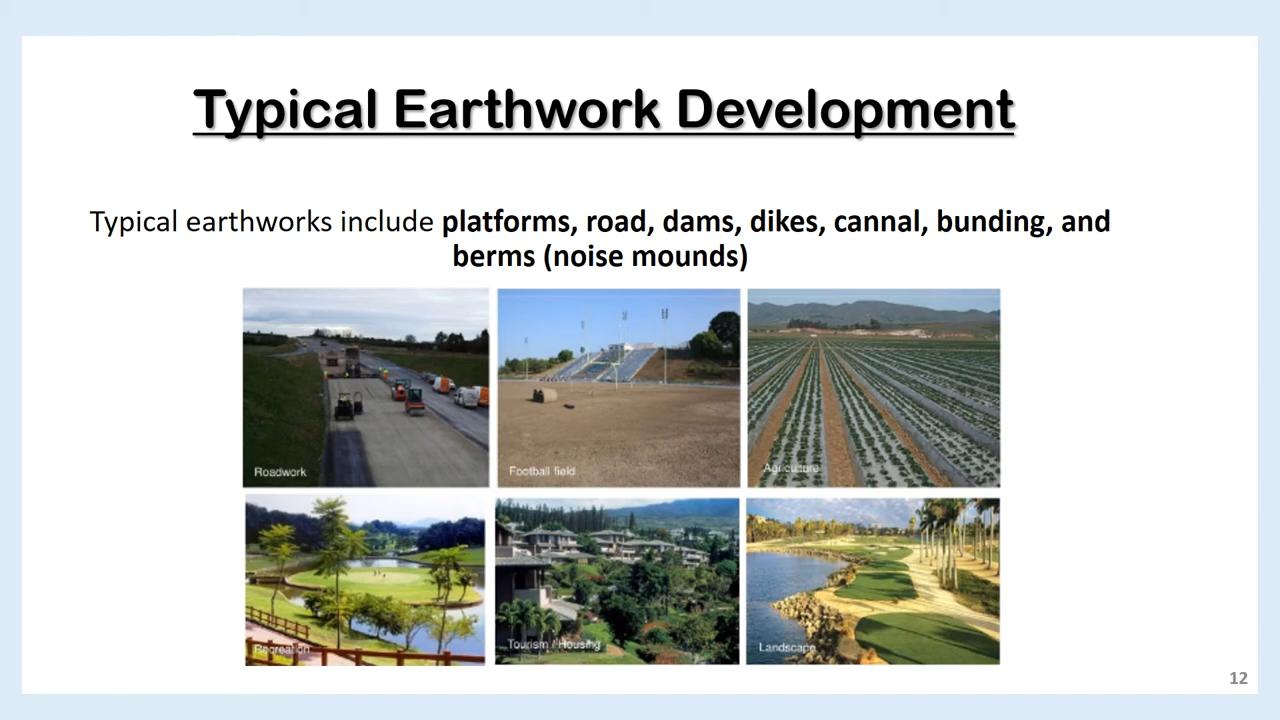 Typical Earthwork Development
Typical earthworks include platforms, road, dams, dikes, cannal, bunding, and
berms (noise mounds)
Roadwork
Football field
Agriculture
Recreation
Tourism / Housing
Landscape
12